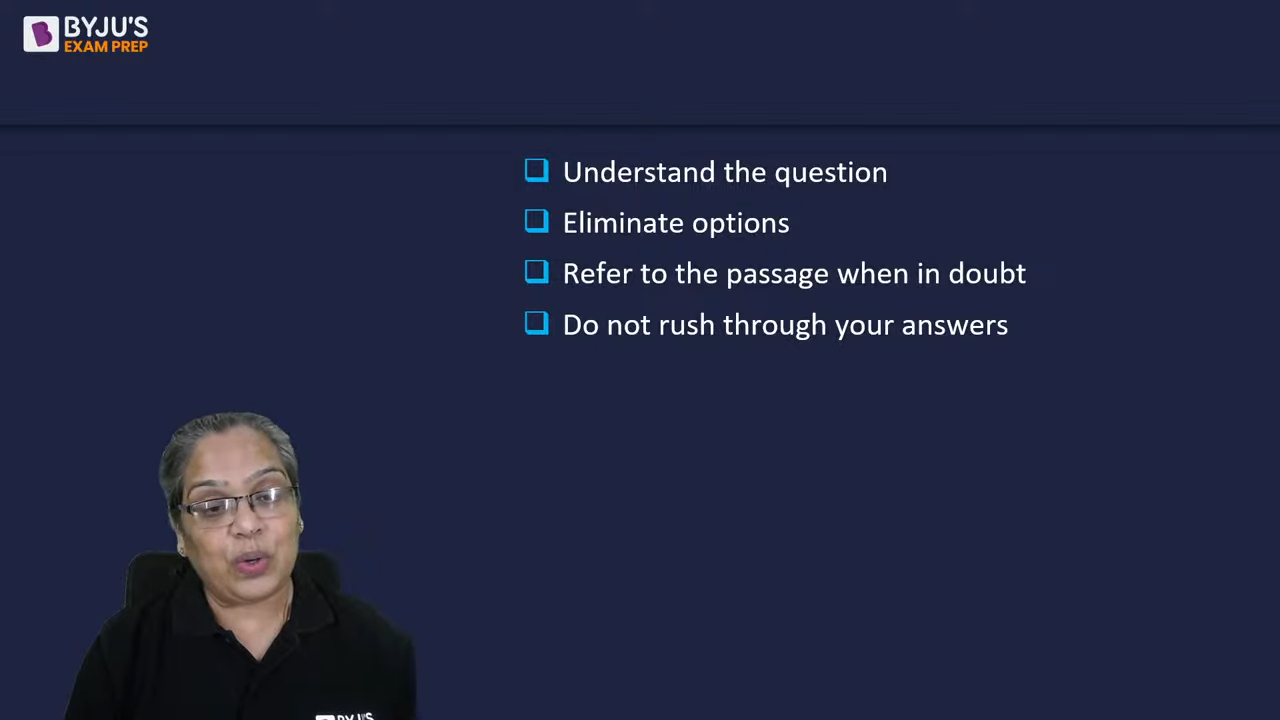 BYJU'S
EXAM PREP
Understand the question
Eliminate options
Refer to the passage when in doubt
Do not rush through your answers
BYJU'S